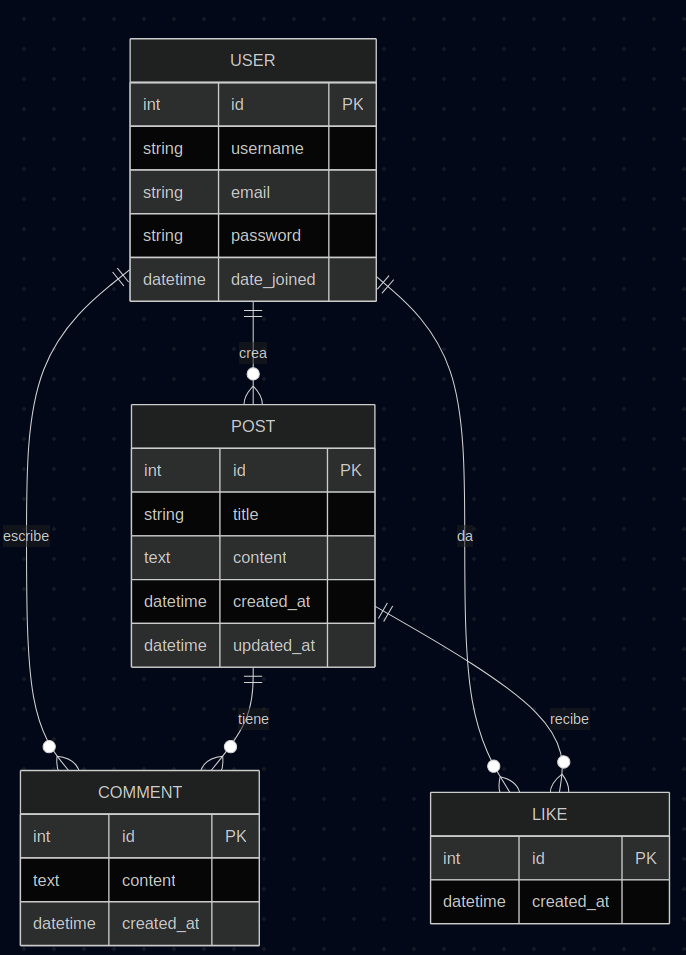 USER
int id PK
string username
string email
string password
datetime date_joined
crea
POST
int id PK
string title
text content
datetime created_at
datetime updated_at
escribe
da
tiene
recibe
COMMENT
int id PK
text content
datetime created_at
LIKE
int id PK
datetime created_at